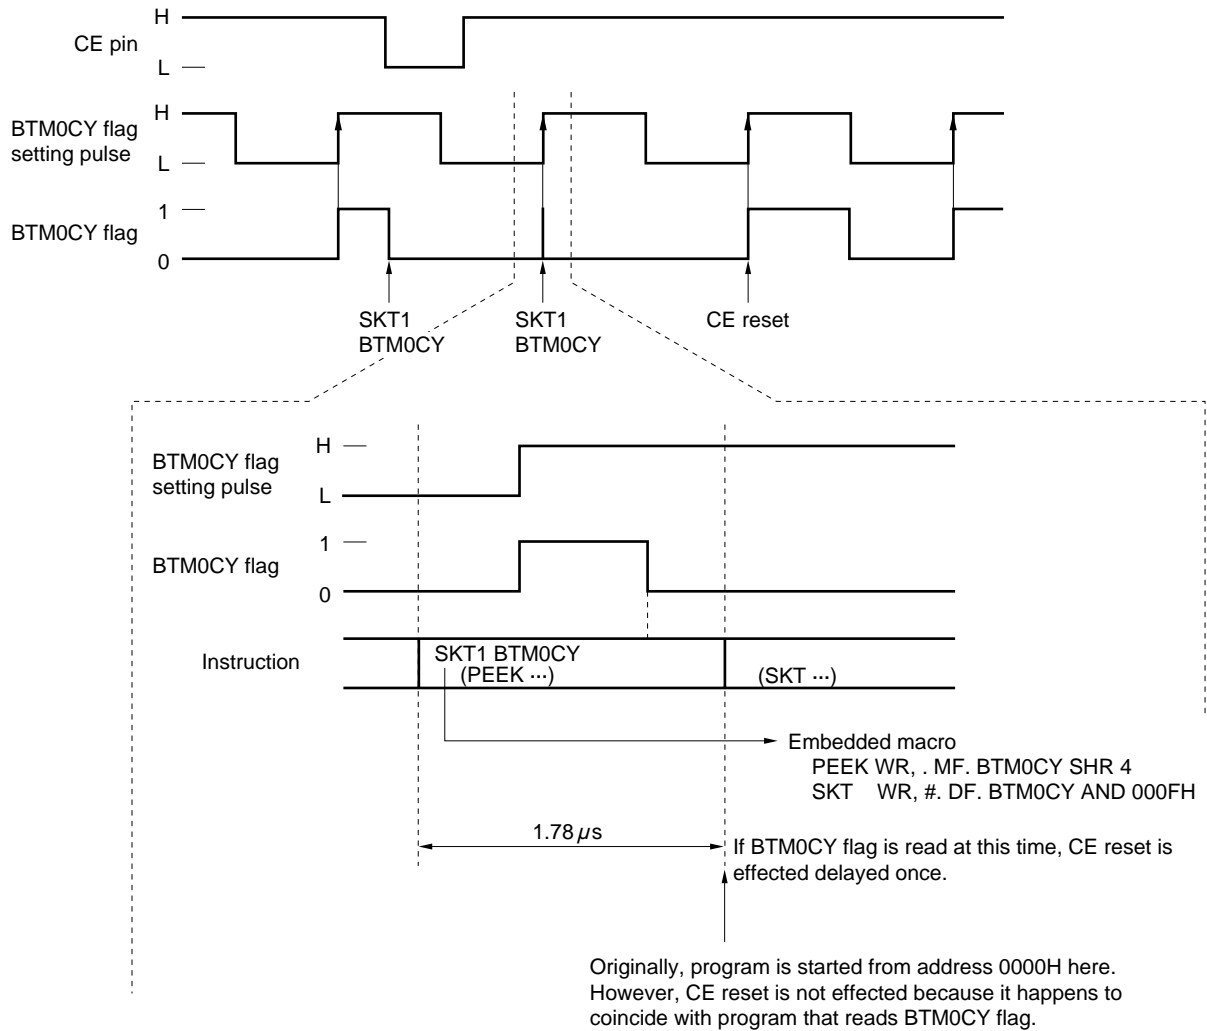 H
CE pin
L
H
BTM0CY flag
setting pulse
L
1
BTM0CY flag
0
SKT1
BTM0CY
SKT1
BTM0CY
CE reset
H
BTM0CY flag
setting pulse
L
1
BTM0CY flag
0
Instruction
SKT1 BTM0CY
(PEEK ···)
(SKT ···)
Embedded macro
PEEK WR, . MF. BTM0CY SHR 4
SKT WR, #. DF. BTM0CY AND 000FH
1.78 µs
If BTM0CY flag is read at this time, CE reset is
effected delayed once.
Originally, program is started from address 0000H here.
However, CE reset is not effected because it happens to
coincide with program that reads BTM0CY flag.